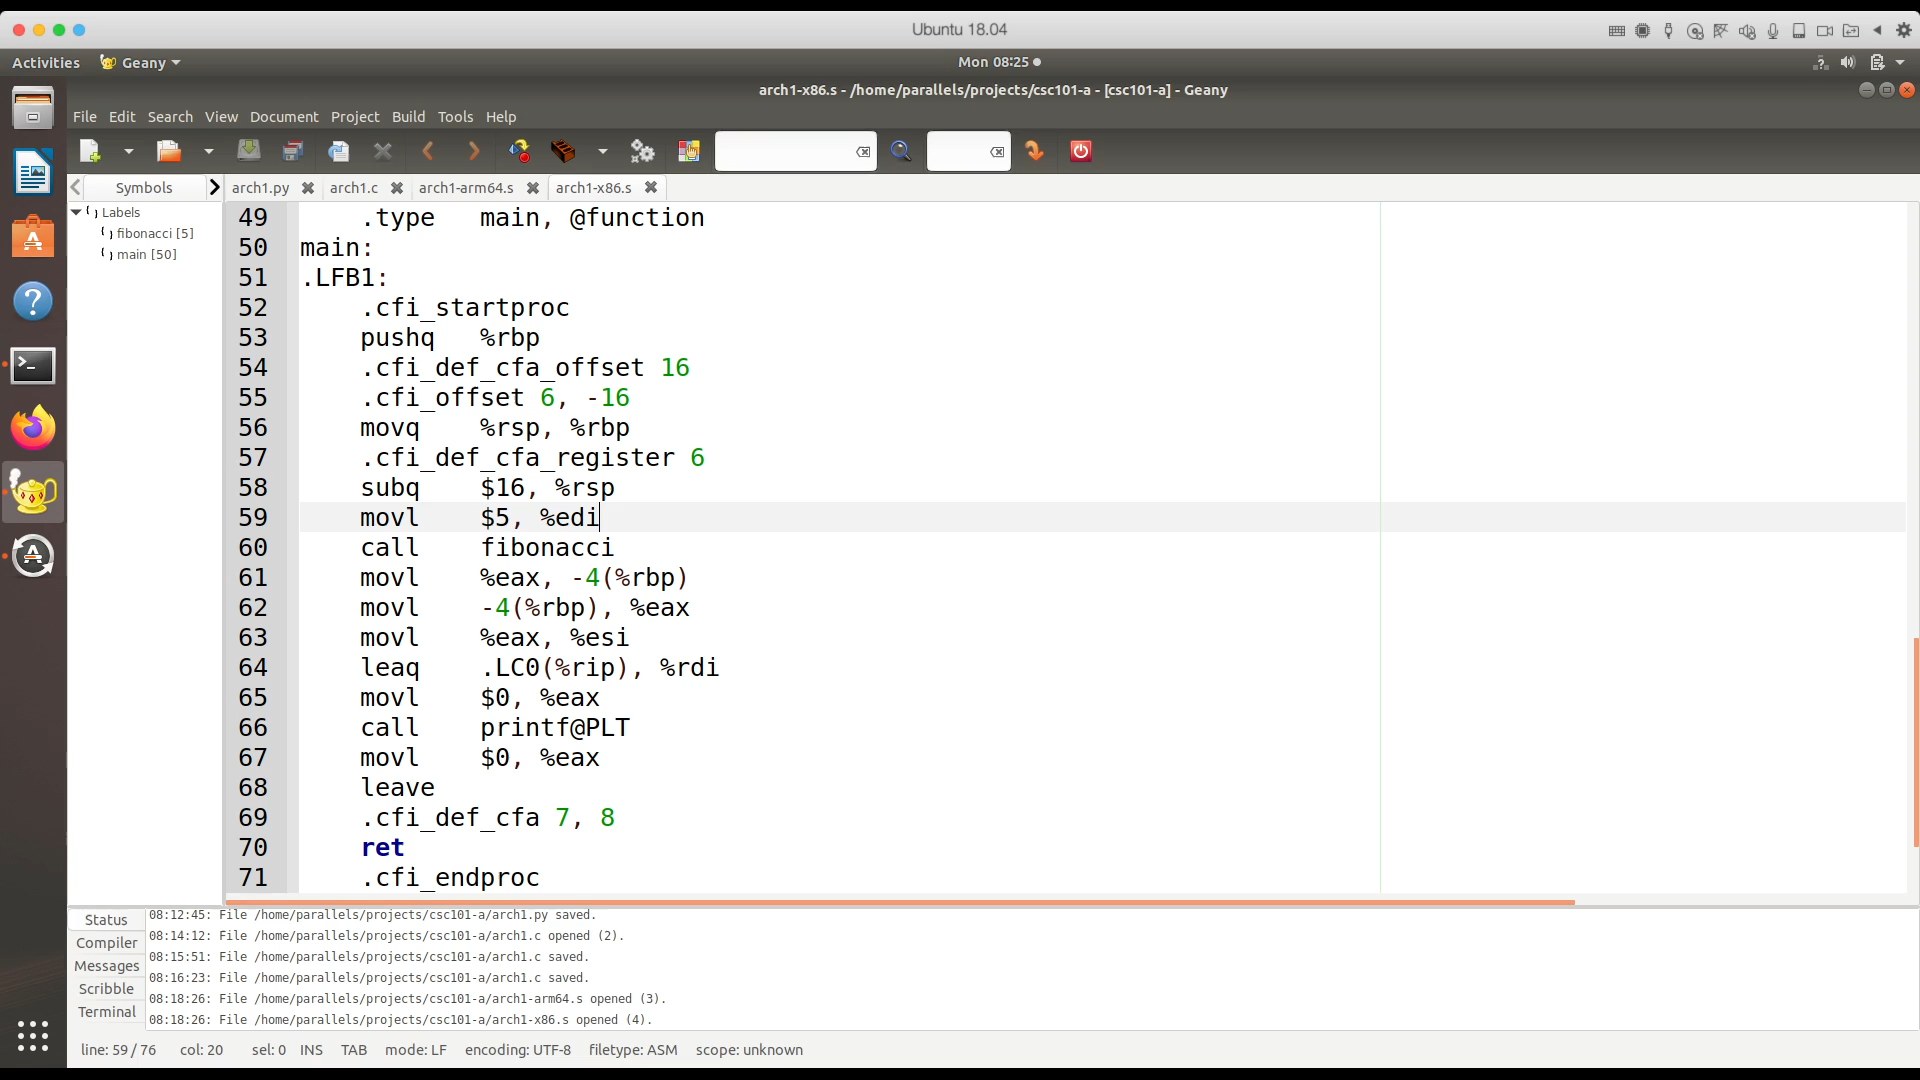 Ubuntu 18.04
Activities Geany Mon 08:25
arch1-x86.s - /home/parallels/projects/csc101-a - [csc101-a] - Geany
File Edit Search View Document Project Build Tools Help
Symbols arch1.py arch1.c arch1-arm64.s arch1-x86.s
Labels
fibonacci [5]
main [50]
49 .type main, @function
50 main:
51 .LFB1:
52 .cfi_startproc
53 pushq %rbp
54 .cfi_def_cfa_offset 16
55 .cfi_offset 6, -16
56 movq %rsp, %rbp
57 .cfi_def_cfa_register 6
58 subq $16, %rsp
59 movl $5, %edi
60 call fibonacci
61 movl %eax, -4(%rbp)
62 movl -4(%rbp), %eax
63 movl %eax, %esi
64 leaq .LC0(%rip), %rdi
65 movl $0, %eax
66 call printf@PLT
67 movl $0, %eax
68 leave
69 .cfi_def_cfa 7, 8
70 ret
71 .cfi_endproc
Status
Compiler
Messages
Scribble
Terminal
08:12:45: File /home/parallels/projects/csc101-a/arch1.py saved.
08:14:12: File /home/parallels/projects/csc101-a/arch1.c opened (2).
08:15:51: File /home/parallels/projects/csc101-a/arch1.c saved.
08:16:23: File /home/parallels/projects/csc101-a/arch1.c saved.
08:18:26: File /home/parallels/projects/csc101-a/arch1-arm64.s opened (3).
08:18:26: File /home/parallels/projects/csc101-a/arch1-x86.s opened (4).
line: 59 / 76 col: 20 sel: 0 INS TAB mode: LF encoding: UTF-8 filetype: ASM scope: unknown